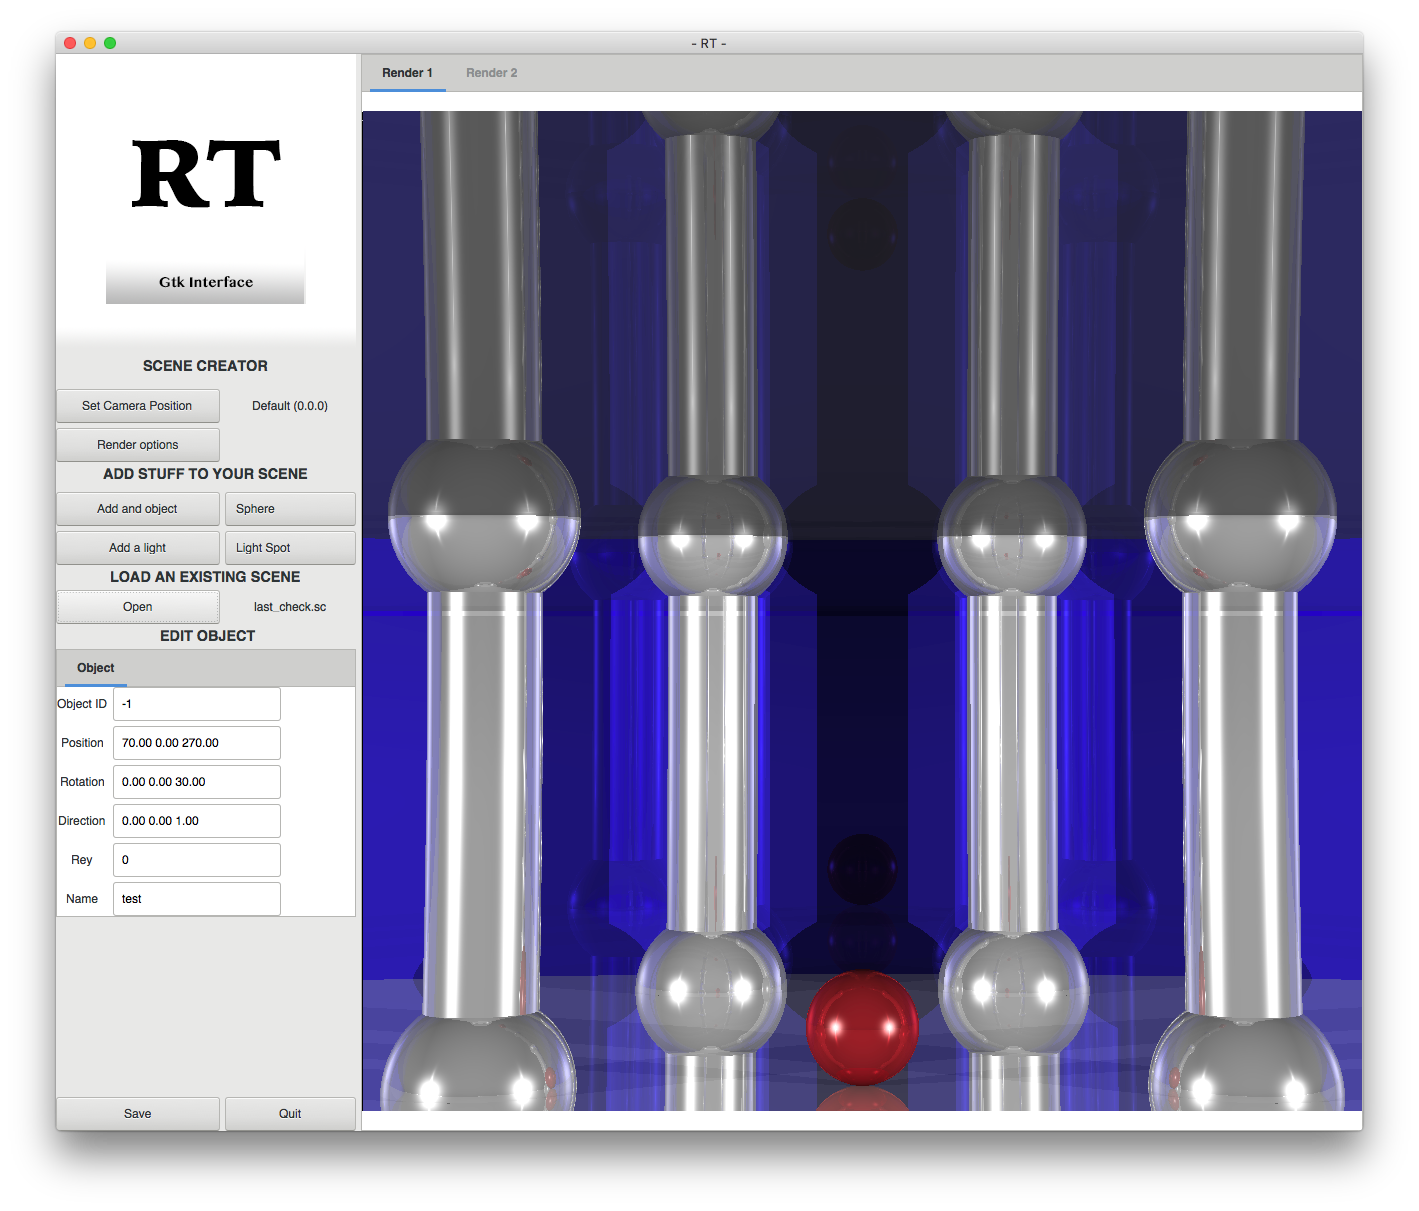 - RT -
RT
Gtk Interface
SCENE CREATOR
Set Camera Position
Default (0.0.0)
Render options
ADD STUFF TO YOUR SCENE
Add and object
Sphere
Add a light
Light Spot
LOAD AN EXISTING SCENE
Open
last_check.sc
EDIT OBJECT
Object
Object ID
-1
Position
70.00 0.00 270.00
Rotation
0.00 0.00 30.00
Direction
0.00 0.00 1.00
Rey
0
Name
test
Save
Quit
Render 1
Render 2